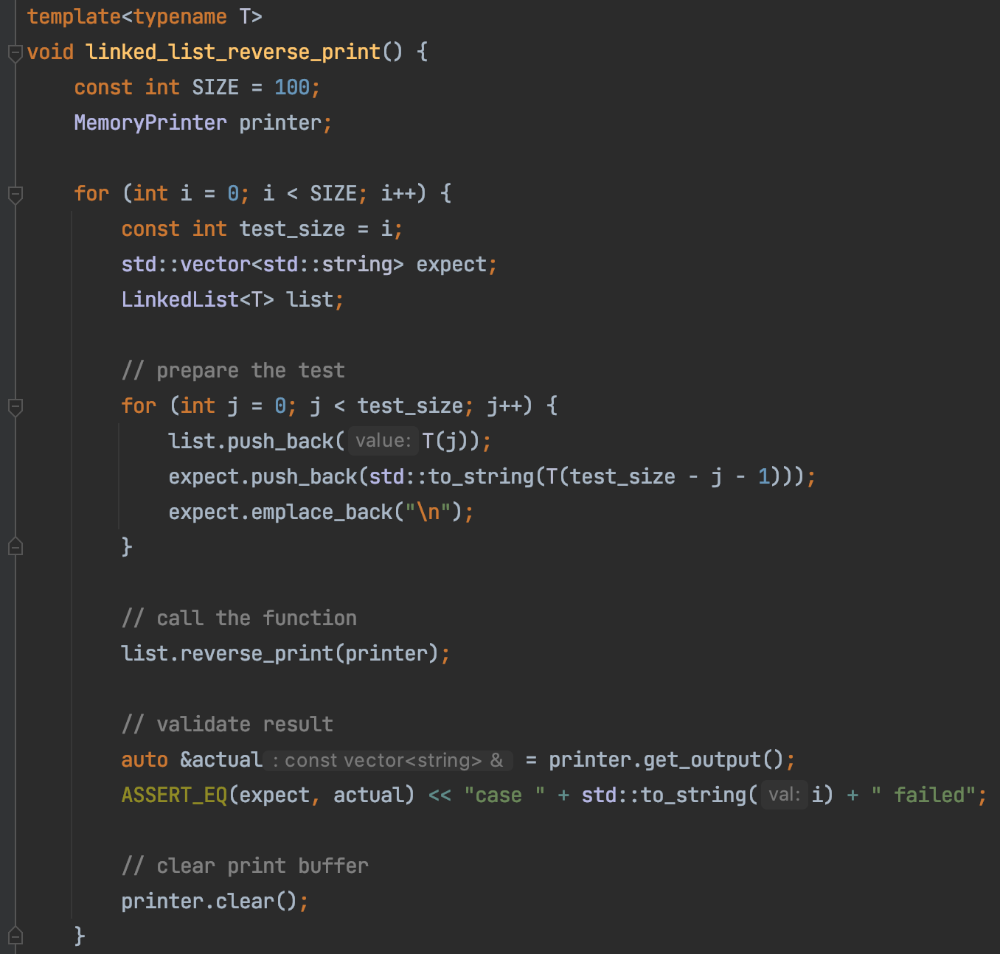 template<typename T>
void linked_list_reverse_print() {
    const int SIZE = 100;
    MemoryPrinter printer;

    for (int i = 0; i < SIZE; i++) {
        const int test_size = i;
        std::vector<std::string> expect;
        LinkedList<T> list;

        // prepare the test
        for (int j = 0; j < test_size; j++) {
            list.push_back( value: T(j));
            expect.push_back(std::to_string(T(test_size - j - 1)));
            expect.emplace_back("\n");
        }

        // call the function
        list.reverse_print(printer);

        // validate result
        auto &actual : const vector<string> & = printer.get_output();
        ASSERT_EQ(expect, actual) << "case " + std::to_string( val: i) + " failed";

        // clear print buffer
        printer.clear();
    }